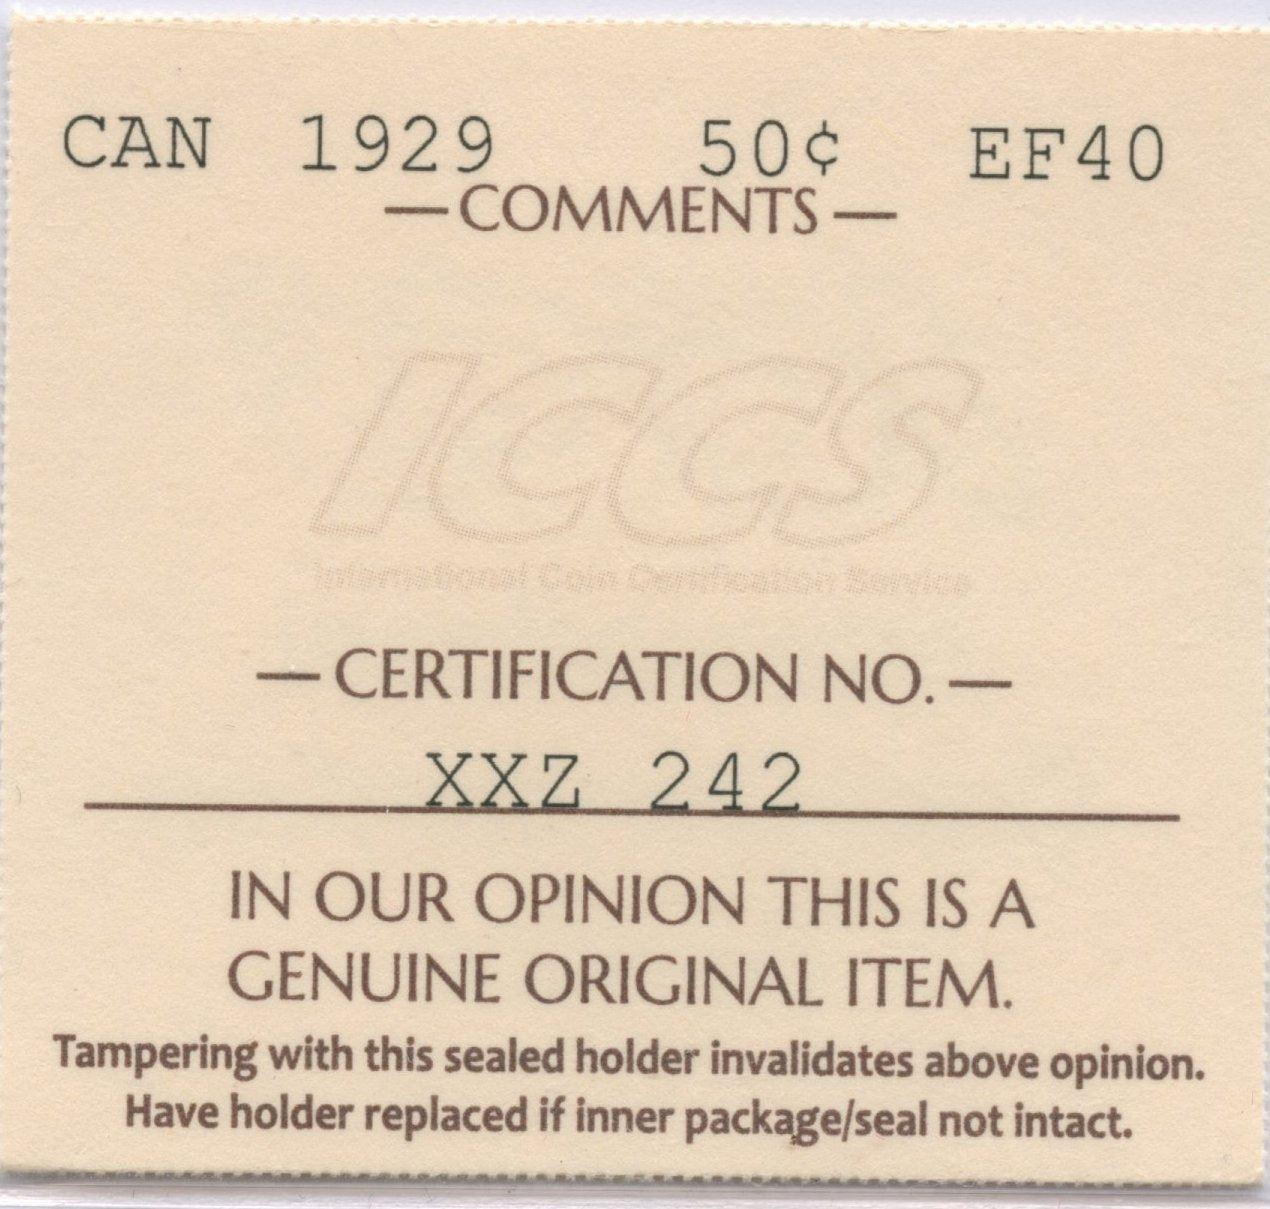 CAN 1929 50¢ EF40
—COMMENTS—
ICCS
International Coin Certification Service
—CERTIFICATION NO.—
XXZ 242
IN OUR OPINION THIS IS A
GENUINE ORIGINAL ITEM.
Tampering with this sealed holder invalidates above opinion.
Have holder replaced if inner package/seal not intact.